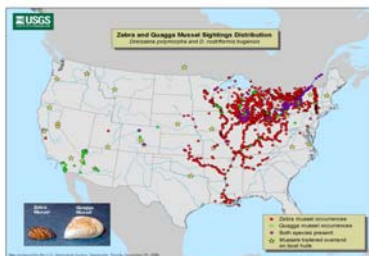 USGS
Zebra and Quagga Mussel Sightings Distribution
Dreissena polymorpha and D. rostriformis bugensis
Zebra Mussel
Quagga Mussel
Zebra mussel occurrences
Quagga mussel occurrences
Both species present
Mussels trailered overland on boat hulls